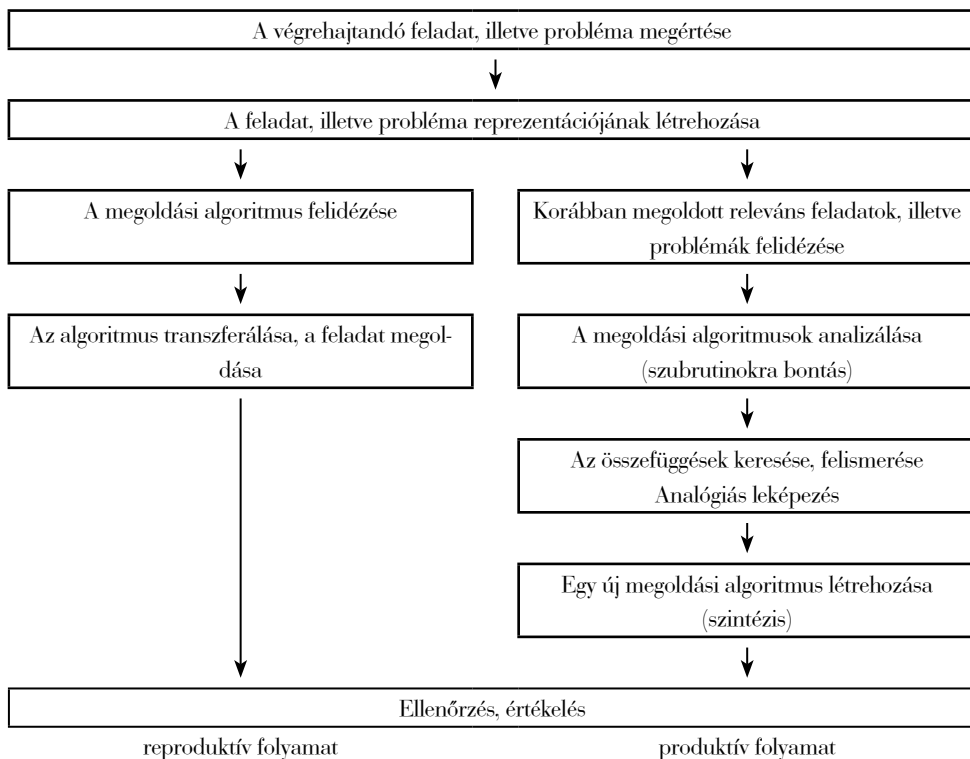 A végrehajtandó feladat, illetve probléma megértése
A feladat, illetve probléma reprezentációjának létrehozása
A megoldási algoritmus felidézése
Az algoritmus transzferálása, a feladat megol-
dása
Korábban megoldott releváns feladatok, illetve
problémák felidézése
A megoldási algoritmusok analizálása
(szubrutinokra bontás)
Az összefüggések keresése, felismerése
Analógiás leképezés
Egy új megoldási algoritmus létrehozása
(szintézis)
Ellenőrzés, értékelés
reproduktív folyamat
produktív folyamat